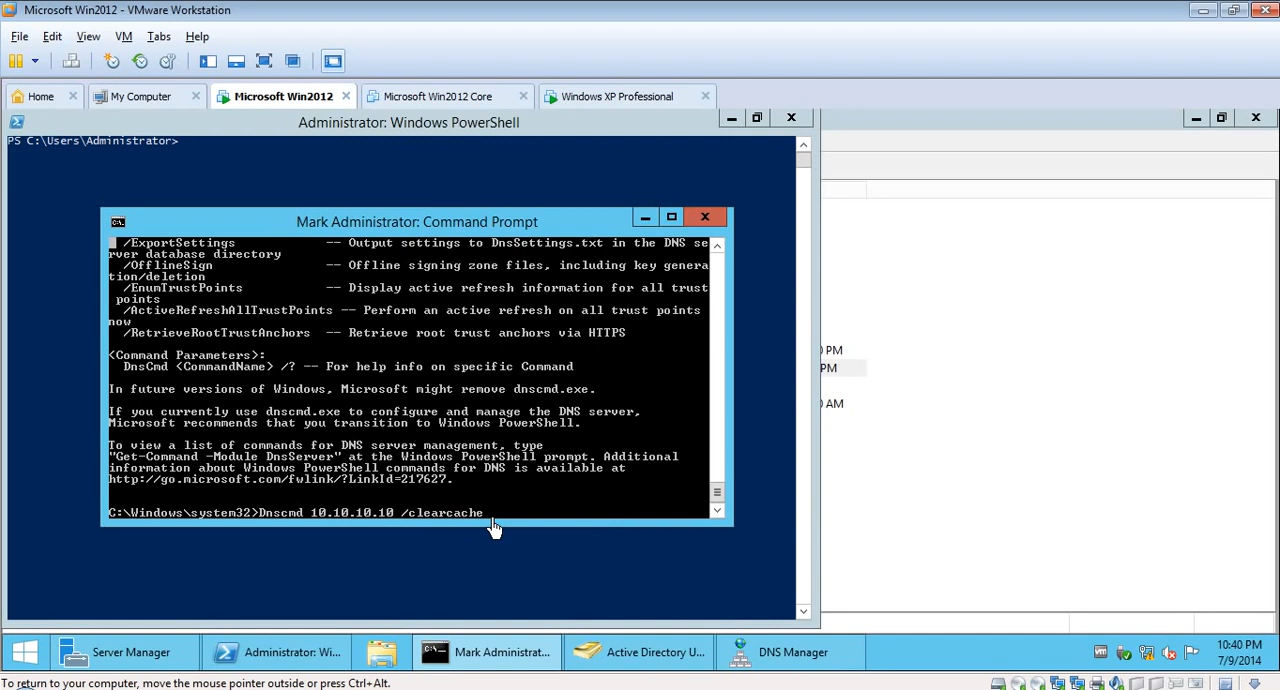 Microsoft Win2012 - VMware Workstation
File Edit View VM Tabs Help
Home My Computer Microsoft Win2012 Microsoft Win2012 Core Windows XP Professional
Administrator: Windows PowerShell
PS C:\Users\Administrator>
Mark Administrator: Command Prompt
/ExportSettings -- Output settings to DnsSettings.txt in the DNS se
rver database directory
/OfflineSign -- Offline signing zone files, including key genera
tion/deletion
/EnumTrustPoints -- Display active refresh information for all trust
points
/ActiveRefreshAllTrustPoints -- Perform an active refresh on all trust points
now
/RetrieveRootTrustAnchors -- Retrieve root trust anchors via HTTPS
<Command Parameters>:
DnsCmd <CommandName> /? -- For help info on specific Command
In future versions of Windows, Microsoft might remove dnscmd.exe.
If you currently use dnscmd.exe to configure and manage the DNS server,
Microsoft recommends that you transition to Windows PowerShell.
To view a list of commands for DNS server management, type
"Get-Command -Module DnsServer" at the Windows PowerShell prompt. Additional
information about Windows PowerShell commands for DNS is available at
http://go.microsoft.com/fwlink/?LinkId=217627.
C:\Windows\system32>Dnscmd 10.10.10.10 /clearcache
PM
PM
AM
Server Manager Administrator: Wi... Mark Administrat... Active Directory U... DNS Manager
10:40 PM
7/9/2014
To return to your computer, move the mouse pointer outside or press Ctrl+Alt.